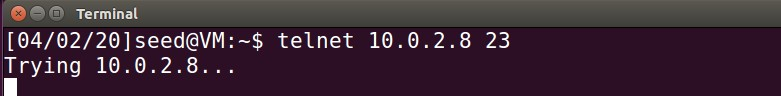 Terminal
[04/02/20]seed@VM:~$ telnet 10.0.2.8 23
Trying 10.0.2.8...